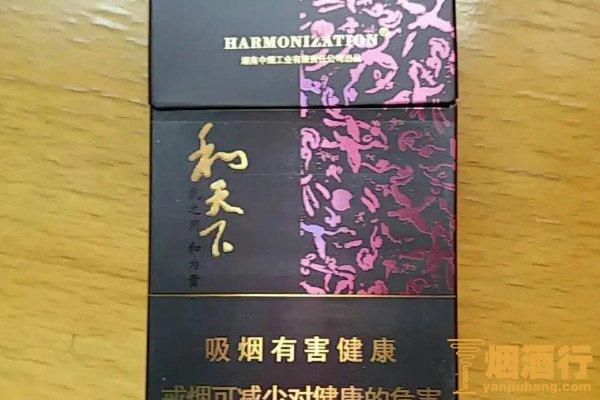 HARMONIZATION®
湖南中烟工业有限责任公司出品
和天下
礼之用 和为贵
吸烟有害健康
戒烟可减少对健康的危害
烟酒行
yanjiuhang.com